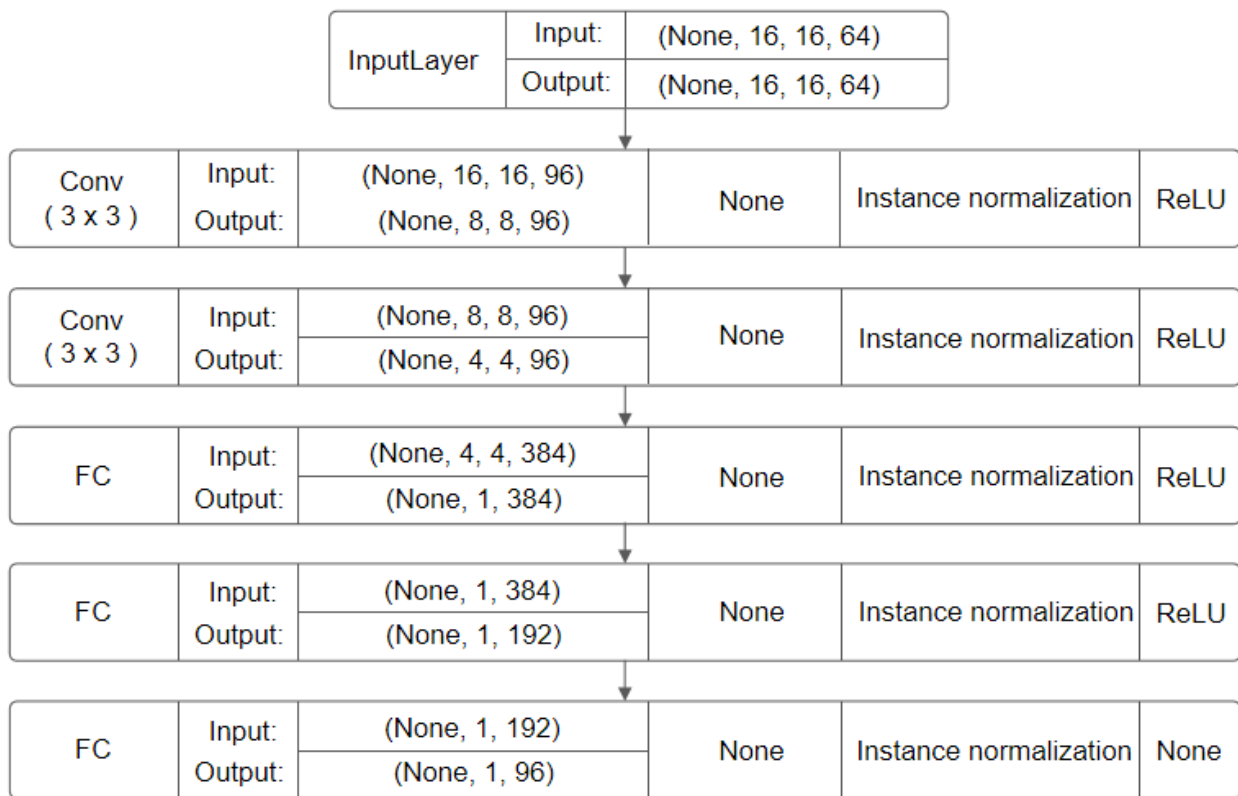 InputLayer Input: (None, 16, 16, 64)
Output: (None, 16, 16, 64)
Conv
( 3 x 3 )
Input: (None, 16, 16, 96)
Output: (None, 8, 8, 96)
None
Instance normalization
ReLU
Conv
( 3 x 3 )
Input: (None, 8, 8, 96)
Output: (None, 4, 4, 96)
None
Instance normalization
ReLU
FC
Input: (None, 4, 4, 384)
Output: (None, 1, 384)
None
Instance normalization
ReLU
FC
Input: (None, 1, 384)
Output: (None, 1, 192)
None
Instance normalization
ReLU
FC
Input: (None, 1, 192)
Output: (None, 1, 96)
None
Instance normalization
None